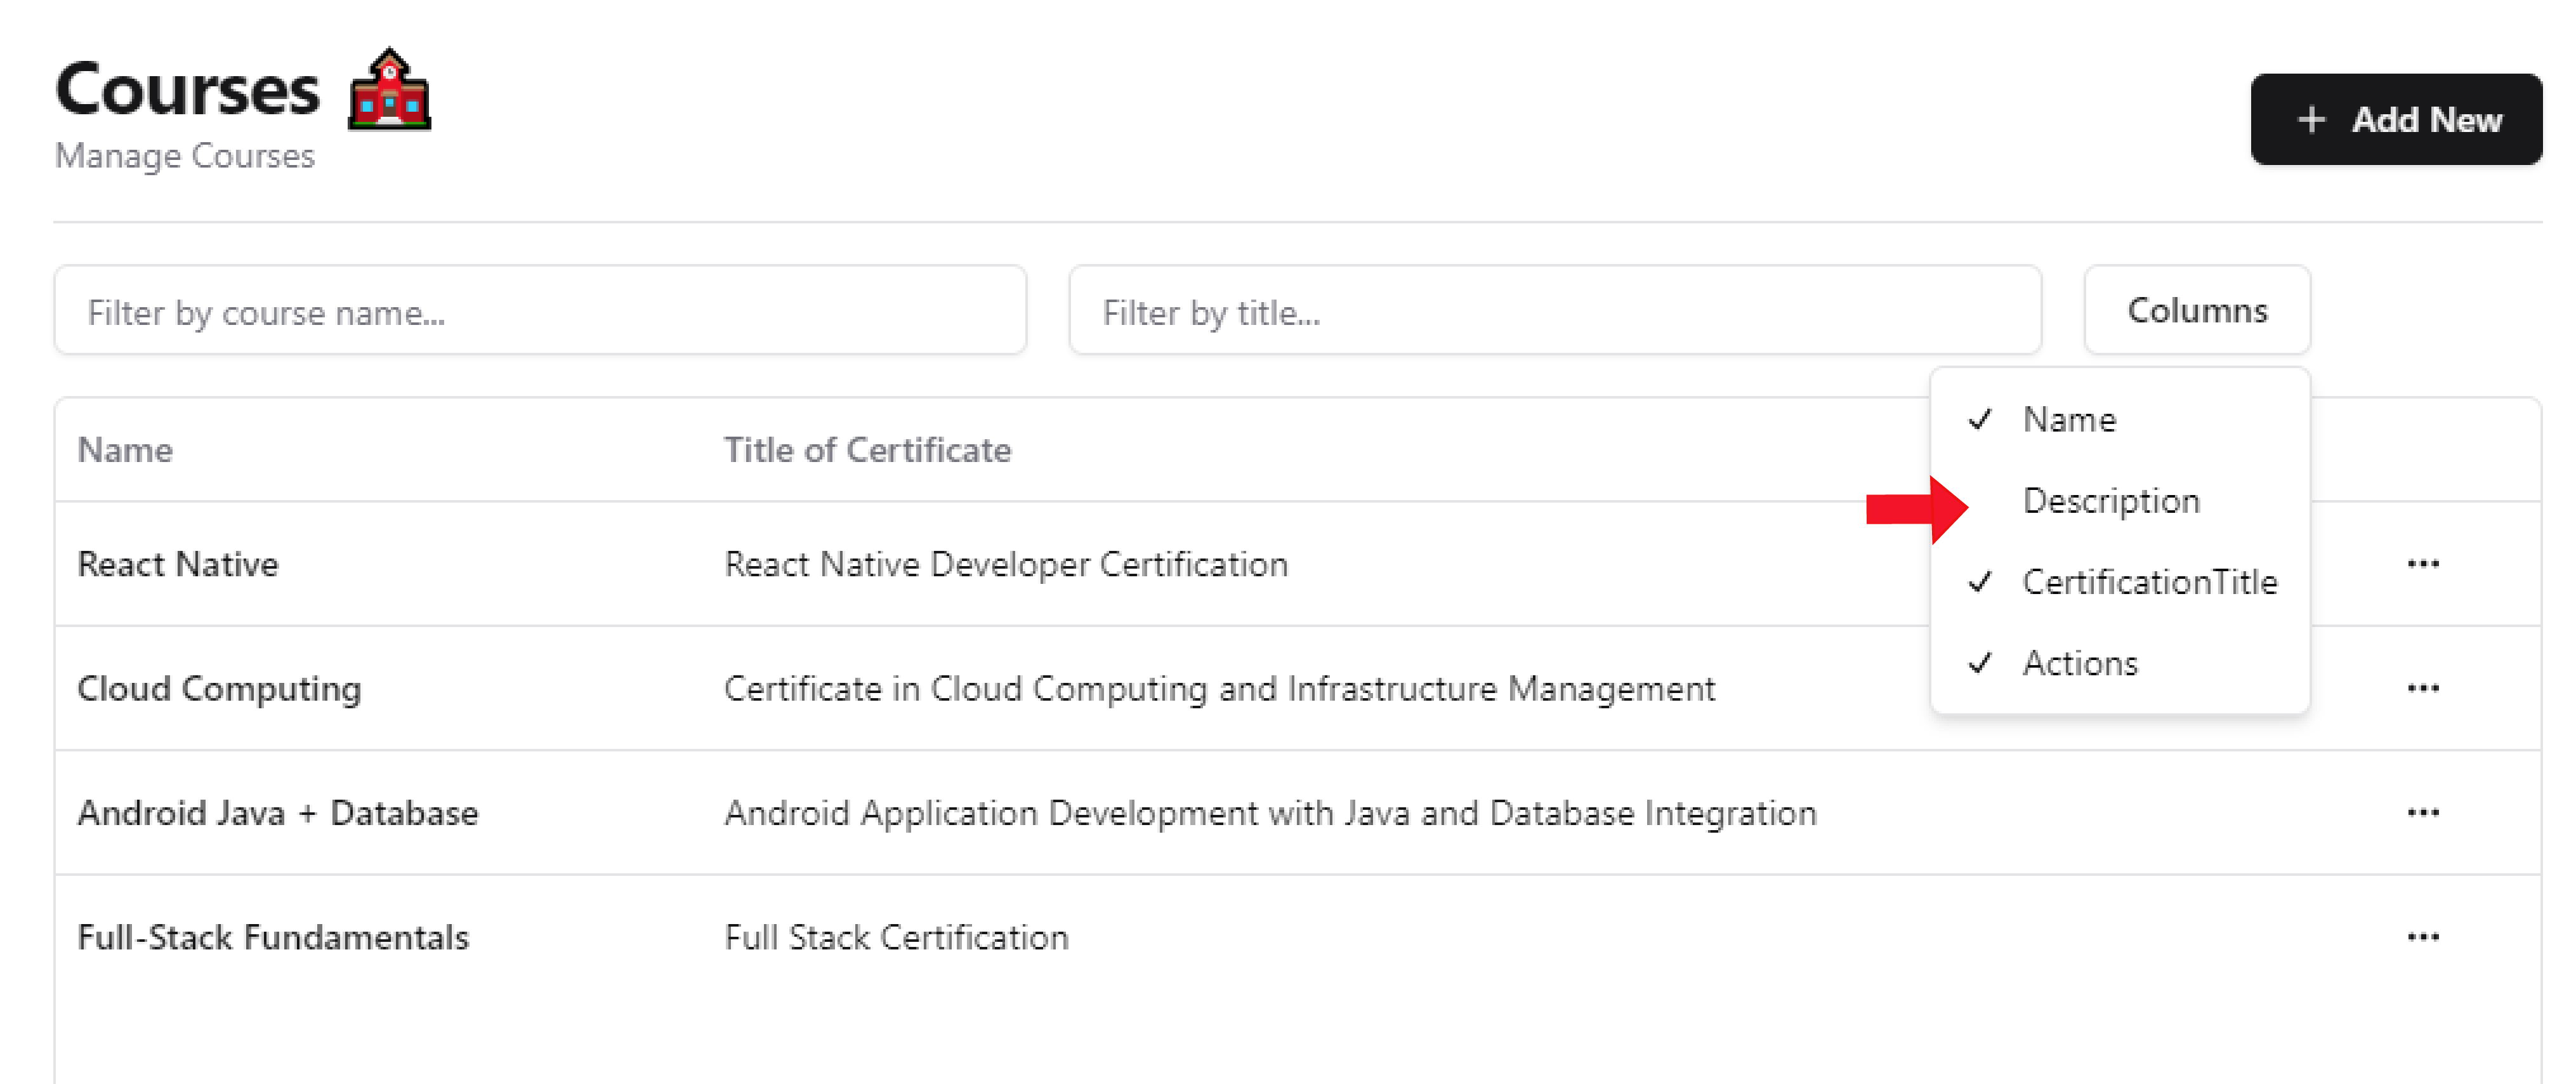 Courses
Manage Courses
+ Add New
Filter by course name...
Filter by title...
Columns
Name
Description
CertificationTitle
Actions
Name Title of Certificate
React Native React Native Developer Certification
Cloud Computing Certificate in Cloud Computing and Infrastructure Management
Android Java + Database Android Application Development with Java and Database Integration
Full-Stack Fundamentals Full Stack Certification